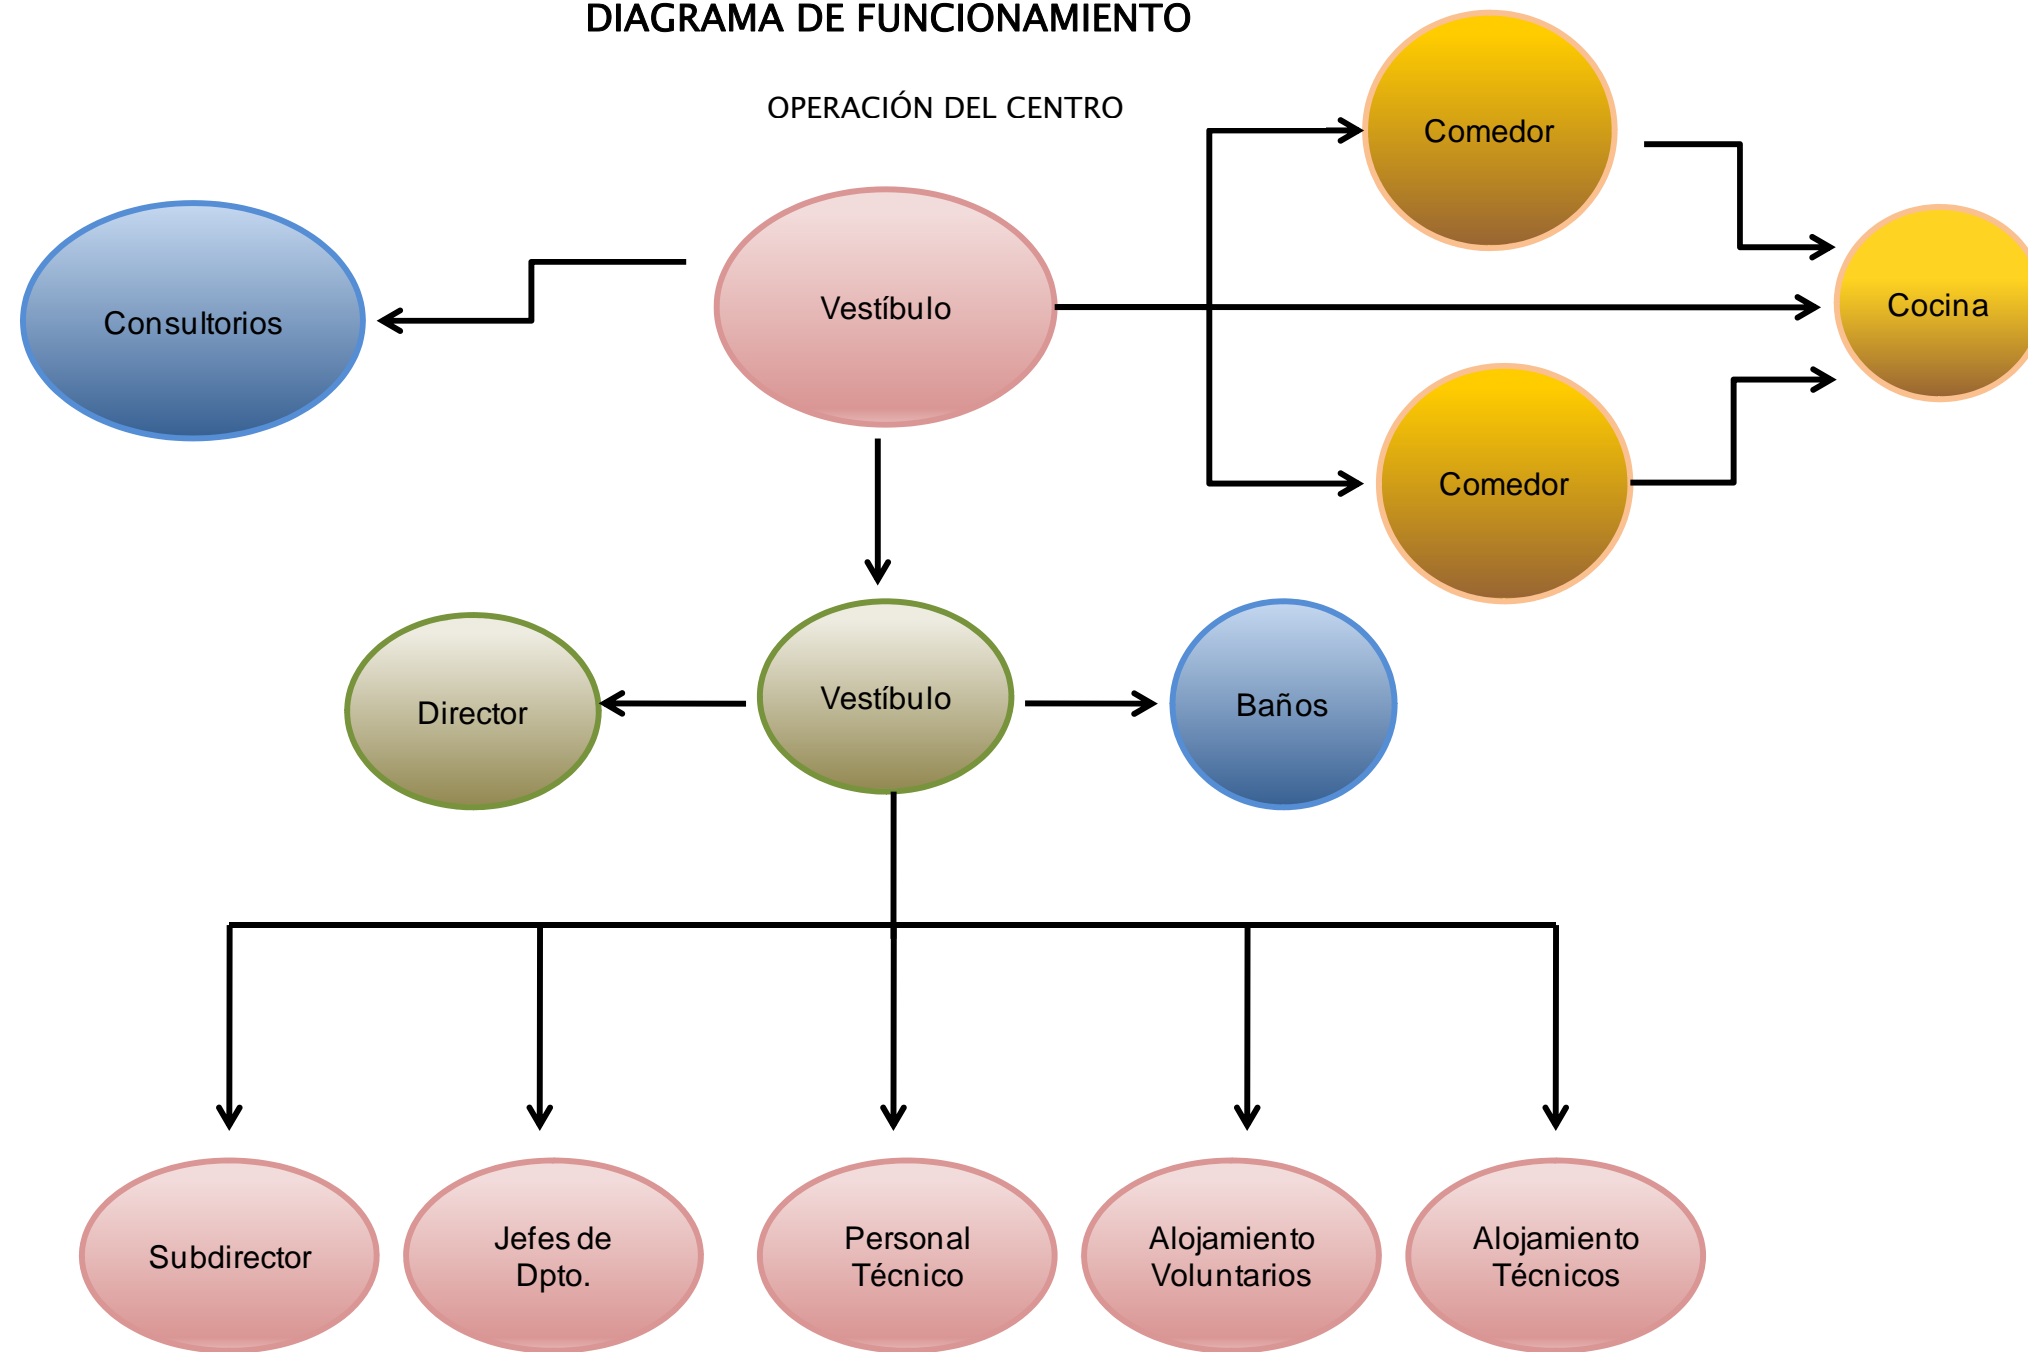 DIAGRAMA DE FUNCIONAMIENTO
OPERACIÓN DEL CENTRO
Comedor
Consultorios
Vestíbulo
Cocina
Comedor
Director
Vestíbulo
Baños
Subdirector
Jefes de
Dpto.
Personal
Técnico
Alojamiento
Voluntarios
Alojamiento
Técnicos